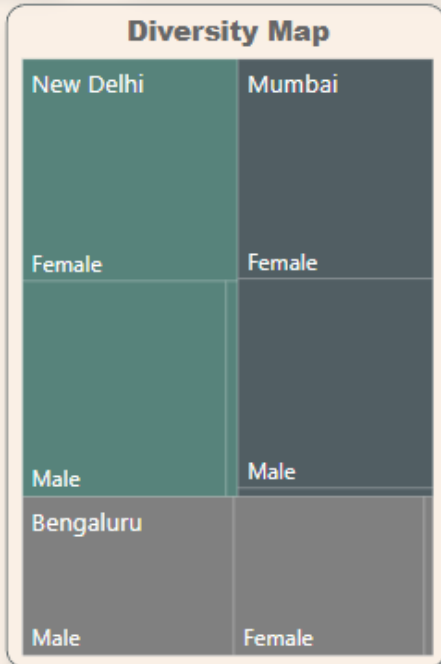 Diversity Map
New Delhi
Female
Male
Mumbai
Female
Male
Bengaluru
Male
Female